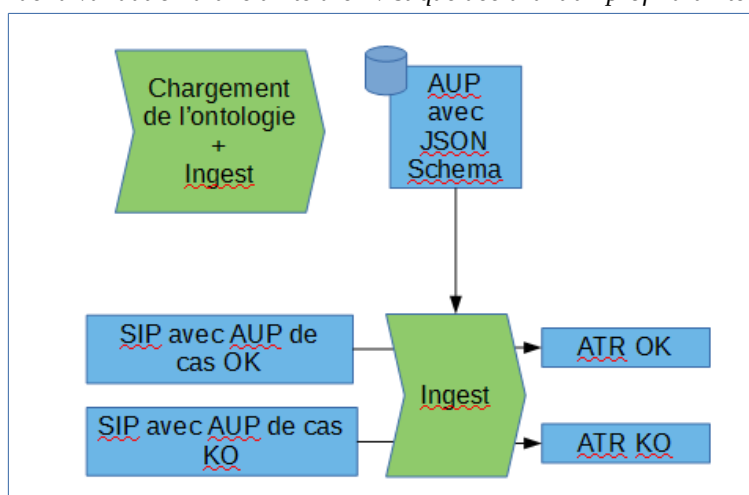 Chargement
de l'ontologie
+
Ingest
AUP
avec
JSON
Schema
SIP avec AUP de
cas OK
Ingest
ATR OK
SIP avec AUP de cas
KO
ATR KO